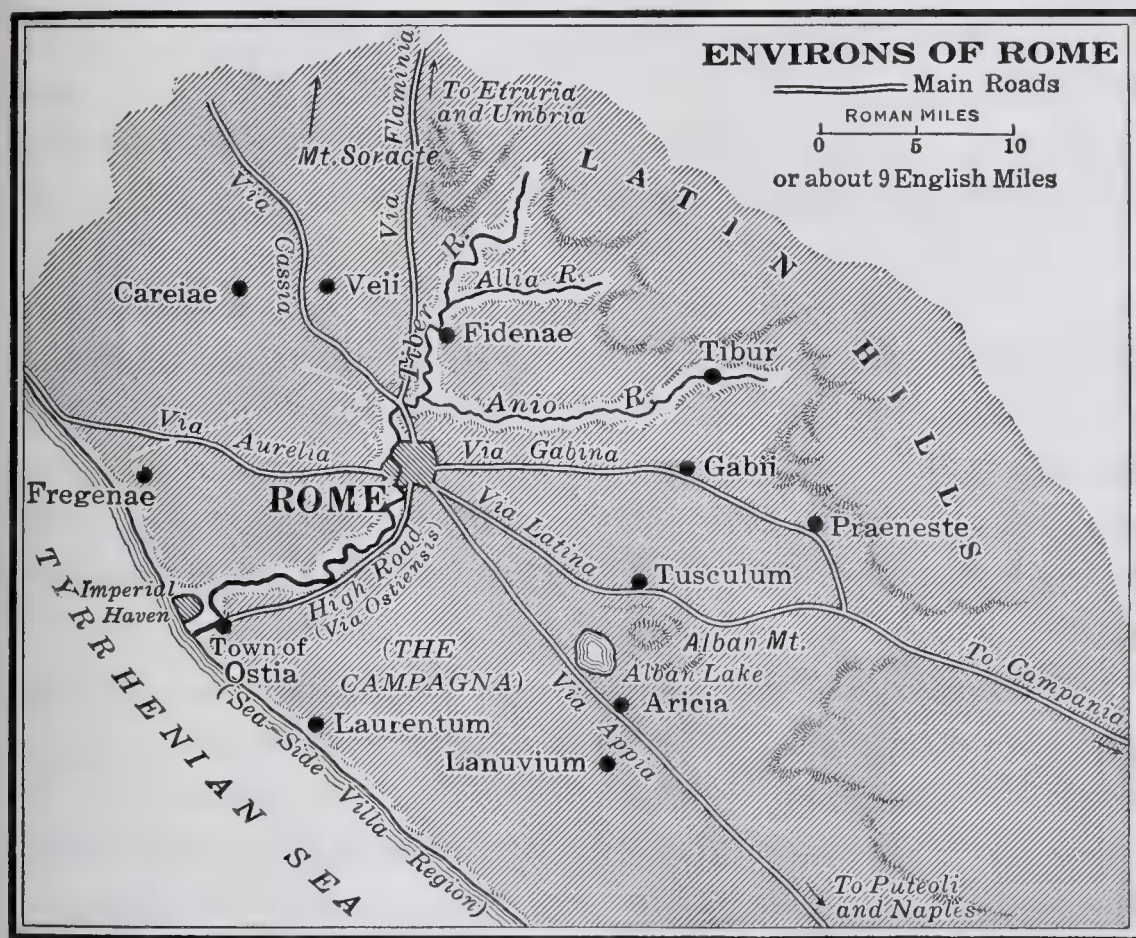 ENVIRONS OF ROME
Main Roads
ROMAN MILES
0 5 10
or about 9 English Miles
Via Flaminia
To Etruria
and Umbria
Mt. Soracte
LATIN HILLS
Via Cassia
Tiber R.
Allia R.
Careiae
Veii
Fidenae
Tibur
Anio R.
Via Aurelia
Via Gabina
Gabii
Fregenae
ROME
Via Latina
Praeneste
High Road
(Via Ostiensis)
Tusculum
Imperial
Haven
Town of
Ostia
(THE
CAMPAGNA)
Alban Mt.
Alban Lake
To Campania
Via Appia
Aricia
Laurentum
Lanuvium
(Sea-Side Villa Region)
TYRRHENIAN SEA
To Puteoli
and Naples